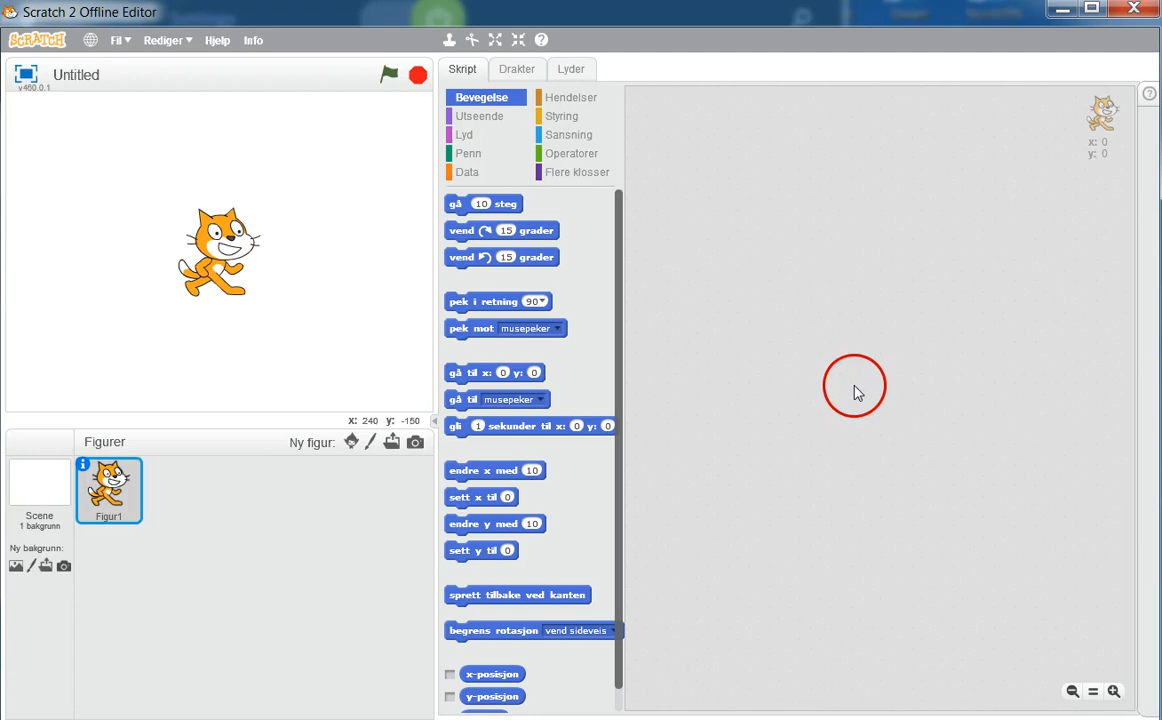 Scratch 2 Offline Editor
SCRATCH Fil Rediger Hjelp Info
Untitled
v460.0.1
Skript Drakter Lyder
Bevegelse Hendelser
Utseende Styring
Lyd Sansning
Penn Operatorer
Data Flere klosser
x: 0
y: 0
gå 10 steg
vend 15 grader
vend 15 grader
pek i retning 90
pek mot musepeker
gå til x: 0 y: 0
gå til musepeker
gli 1 sekunder til x: 0 y: 0
endre x med 10
sett x til 0
endre y med 10
sett y til 0
sprett tilbake ved kanten
begrens rotasjon vend sideveis
x-posisjon
y-posisjon
x: 240 y: -150
Figurer Ny figur:
Figur1
Scene
1 bakgrunn
Ny bakgrunn: